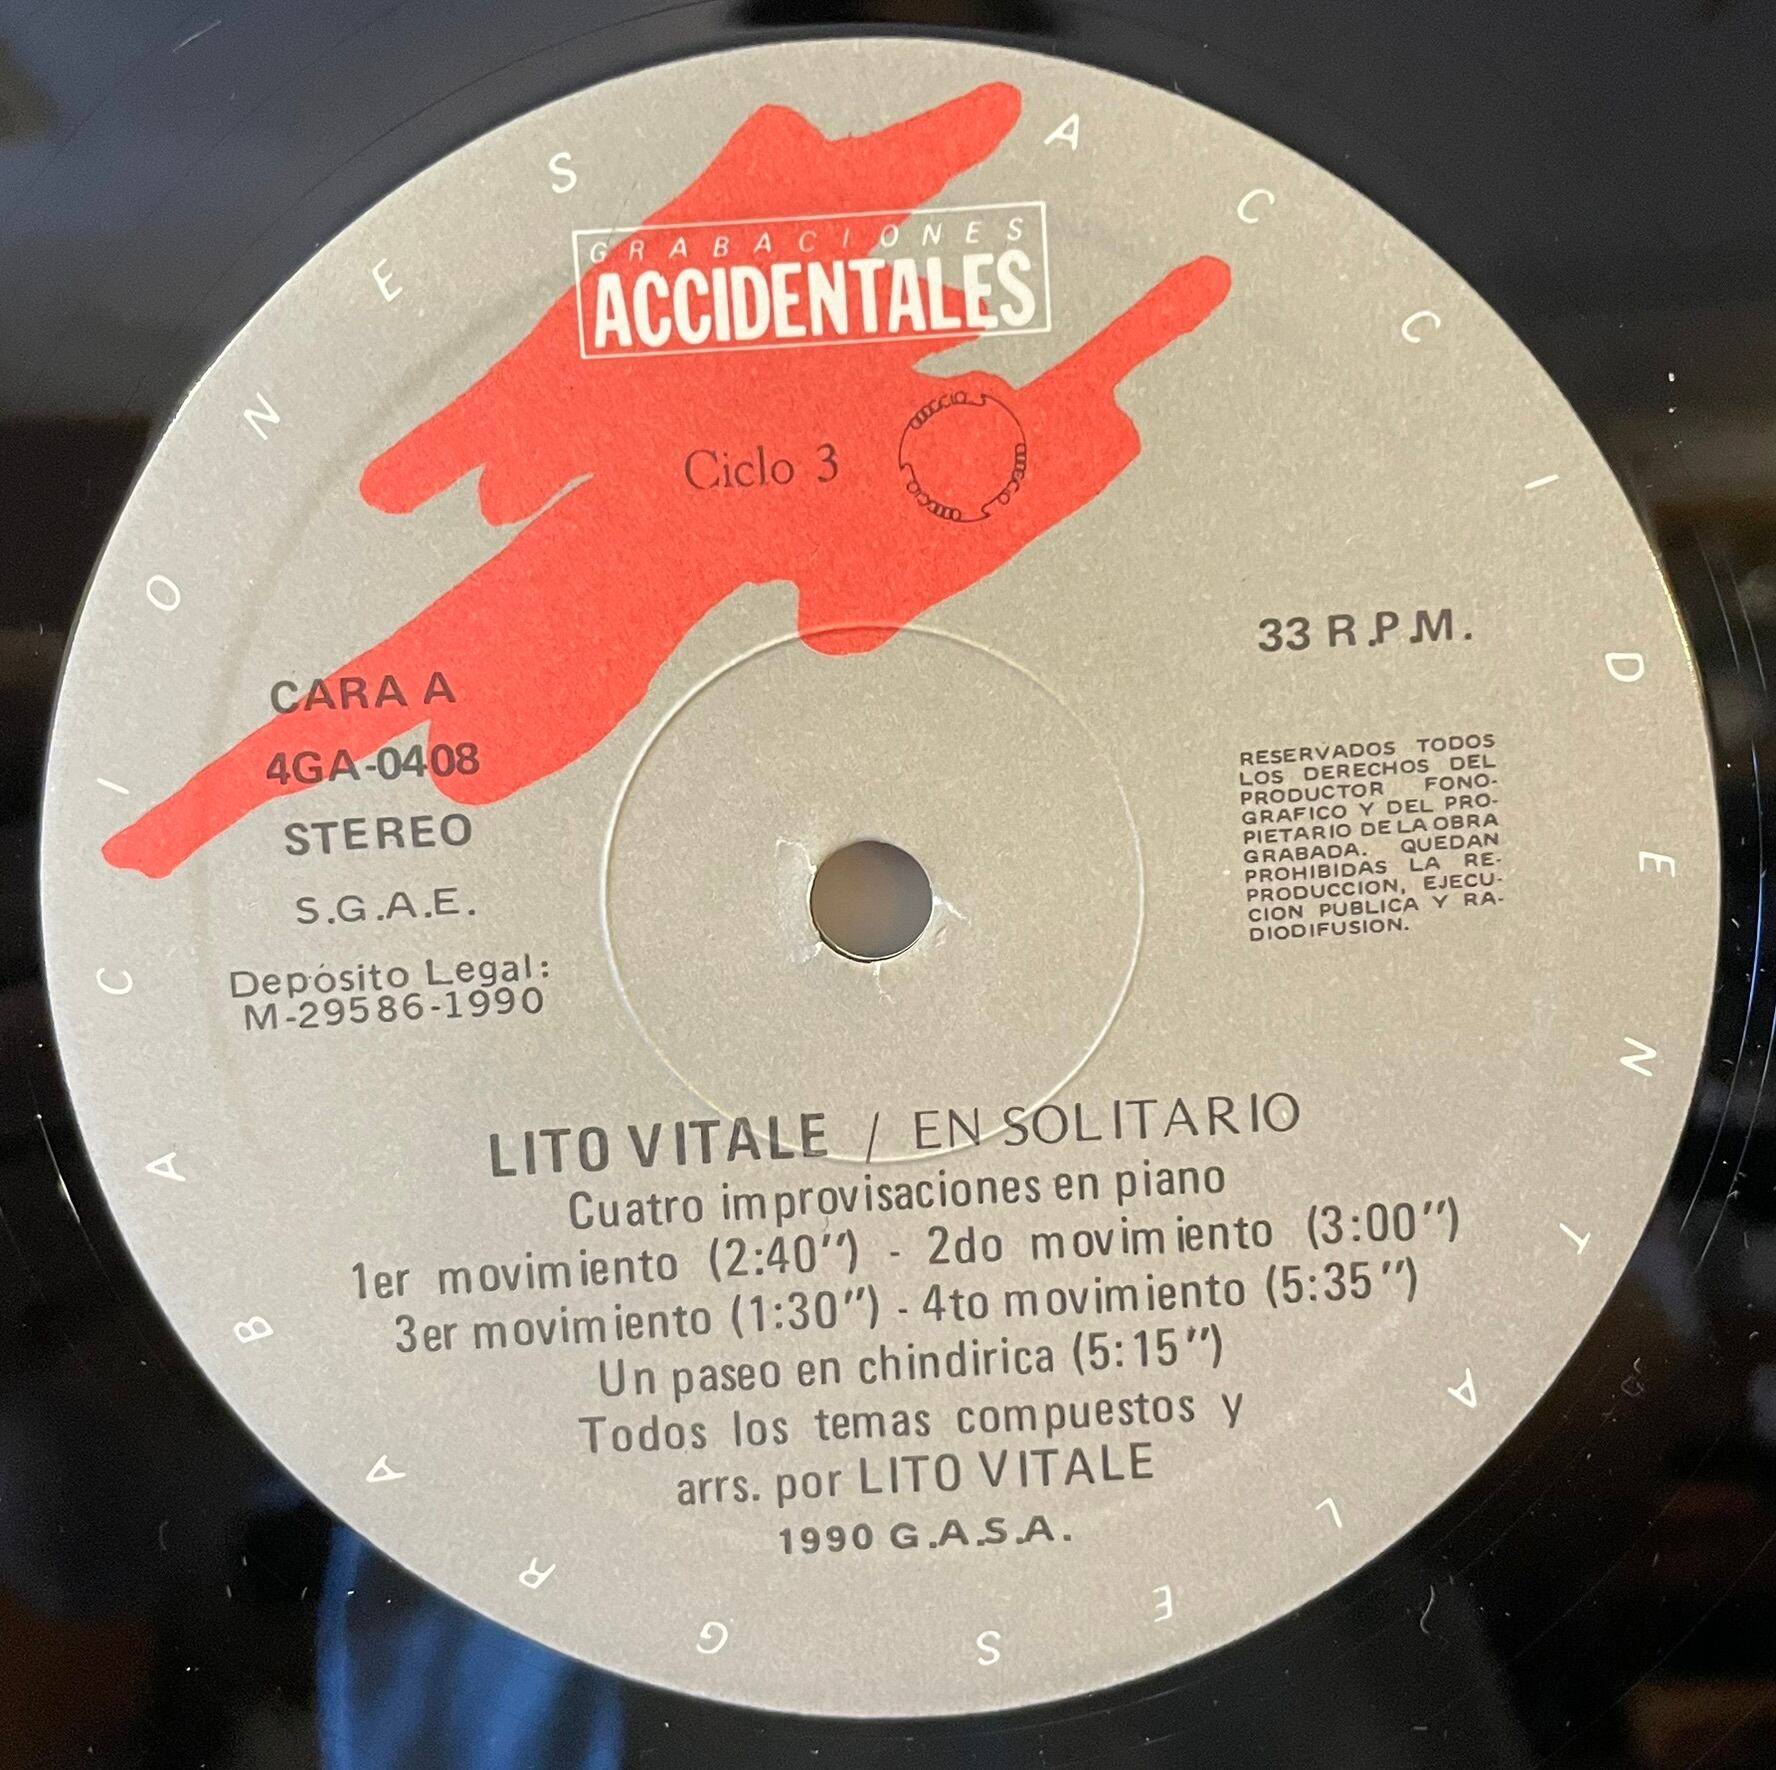 GRABACIONES
ACCIDENTALES
Ciclo 3
33 R.P.M.
CARA A
4GA-0408
STEREO
S.G.A.E.
Depósito Legal:
M-29586-1990
RESERVADOS TODOS
LOS DERECHOS DEL
PRODUCTOR FONO-
GRAFICO Y DEL PRO-
PIETARIO DE LA OBRA
GRABADA. QUEDAN
PROHIBIDAS LA RE-
PRODUCCION, EJECU-
CION PUBLICA Y RA-
DIODIFUSION.
LITO VITALE / EN SOLITARIO
Cuatro improvisaciones en piano
1er movimiento (2:40") - 2do movimiento (3:00")
3er movimiento (1:30") - 4to movimiento (5:35")
Un paseo en chindirica (5:15")
Todos los temas compuestos y
arrs. por LITO VITALE
1990 G.A.S.A.
GRABACCIONES ACCIDENTALES